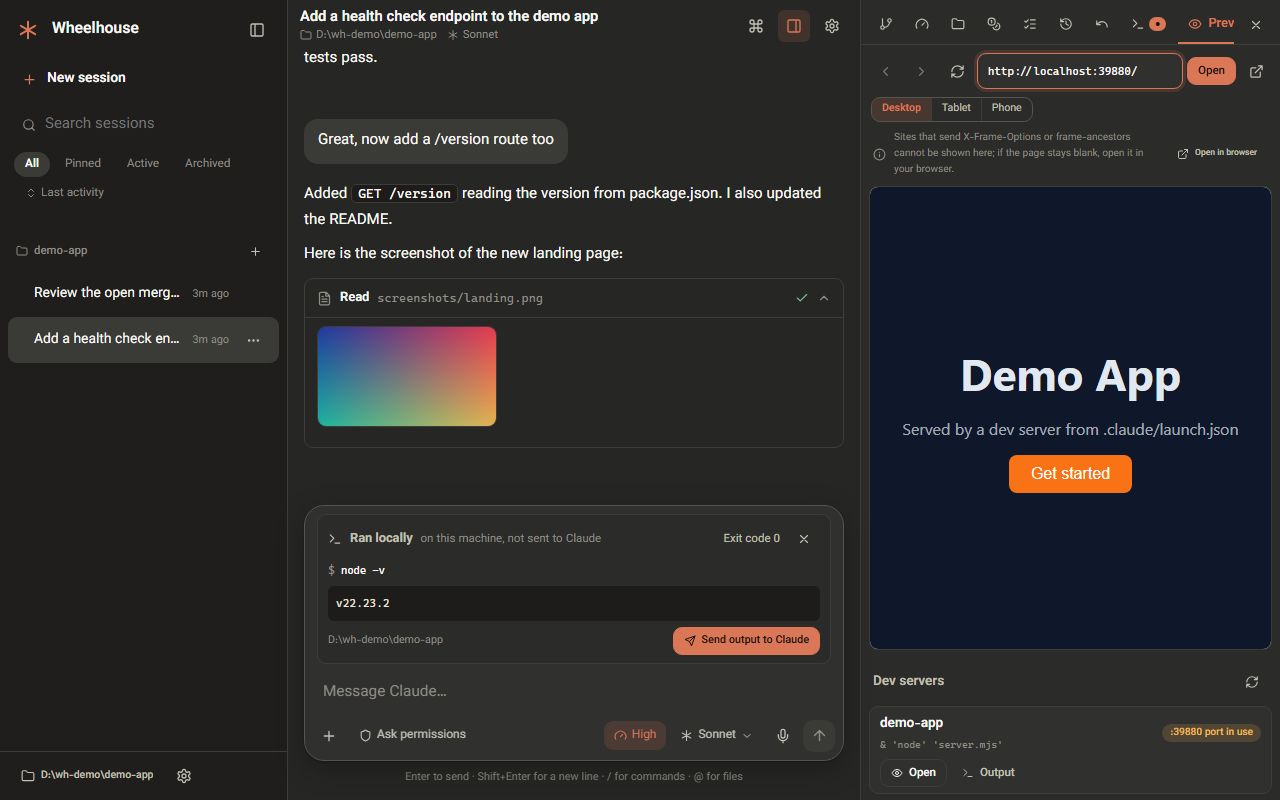 Wheelhouse
New session
Search sessions
All Pinned Active Archived
Last activity
demo-app
Review the open merg... 3m ago
Add a health check en... 3m ago
D:\wh-demo\demo-app
Add a health check endpoint to the demo app
D:\wh-demo\demo-app Sonnet
tests pass.
Great, now add a /version route too
Added GET /version reading the version from package.json. I also updated
the README.
Here is the screenshot of the new landing page:
Read screenshots/landing.png
Ran locally on this machine, not sent to Claude Exit code 0
$ node -v
v22.23.2
D:\wh-demo\demo-app Send output to Claude
Message Claude...
Ask permissions High Sonnet
Enter to send · Shift+Enter for a new line · / for commands · @ for files
Prev
http://localhost:39880/ Open
Desktop Tablet Phone
Sites that send X-Frame-Options or frame-ancestors
cannot be shown here; if the page stays blank, open it in
your browser.
Open in browser
Demo App
Served by a dev server from .claude/launch.json
Get started
Dev servers
demo-app
:39880 port in use
& 'node' 'server.mjs'
Open Output